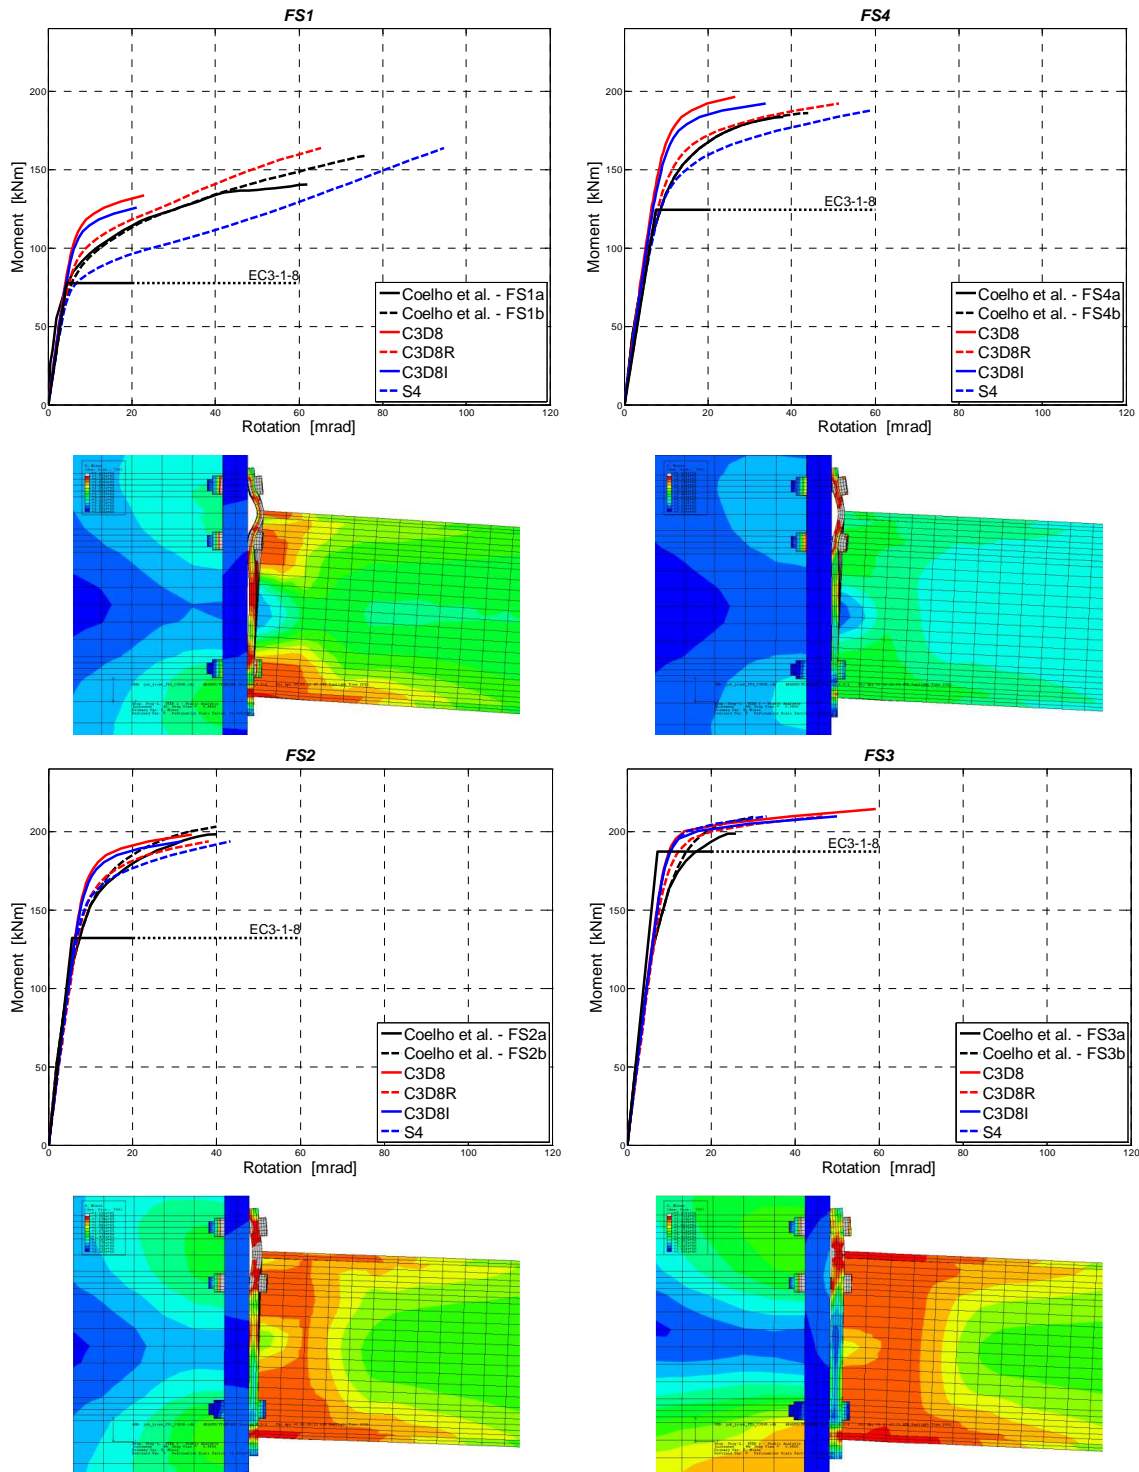 FS1
Moment [kNm]
200
150
100
50
0
EC3-1-8
Coelho et al. - FS1a
Coelho et al. - FS1b
C3D8
C3D8R
C3D8I
S4
0 20 40 60 80 100 120
Rotation [mrad]
FS4
Moment [kNm]
200
150
100
50
0
EC3-1-8
Coelho et al. - FS4a
Coelho et al. - FS4b
C3D8
C3D8R
C3D8I
S4
0 20 40 60 80 100 120
Rotation [mrad]
FS2
Moment [kNm]
200
150
100
50
0
EC3-1-8
Coelho et al. - FS2a
Coelho et al. - FS2b
C3D8
C3D8R
C3D8I
S4
0 20 40 60 80 100 120
Rotation [mrad]
FS3
Moment [kNm]
200
150
100
50
0
EC3-1-8
Coelho et al. - FS3a
Coelho et al. - FS3b
C3D8
C3D8R
C3D8I
S4
0 20 40 60 80 100 120
Rotation [mrad]